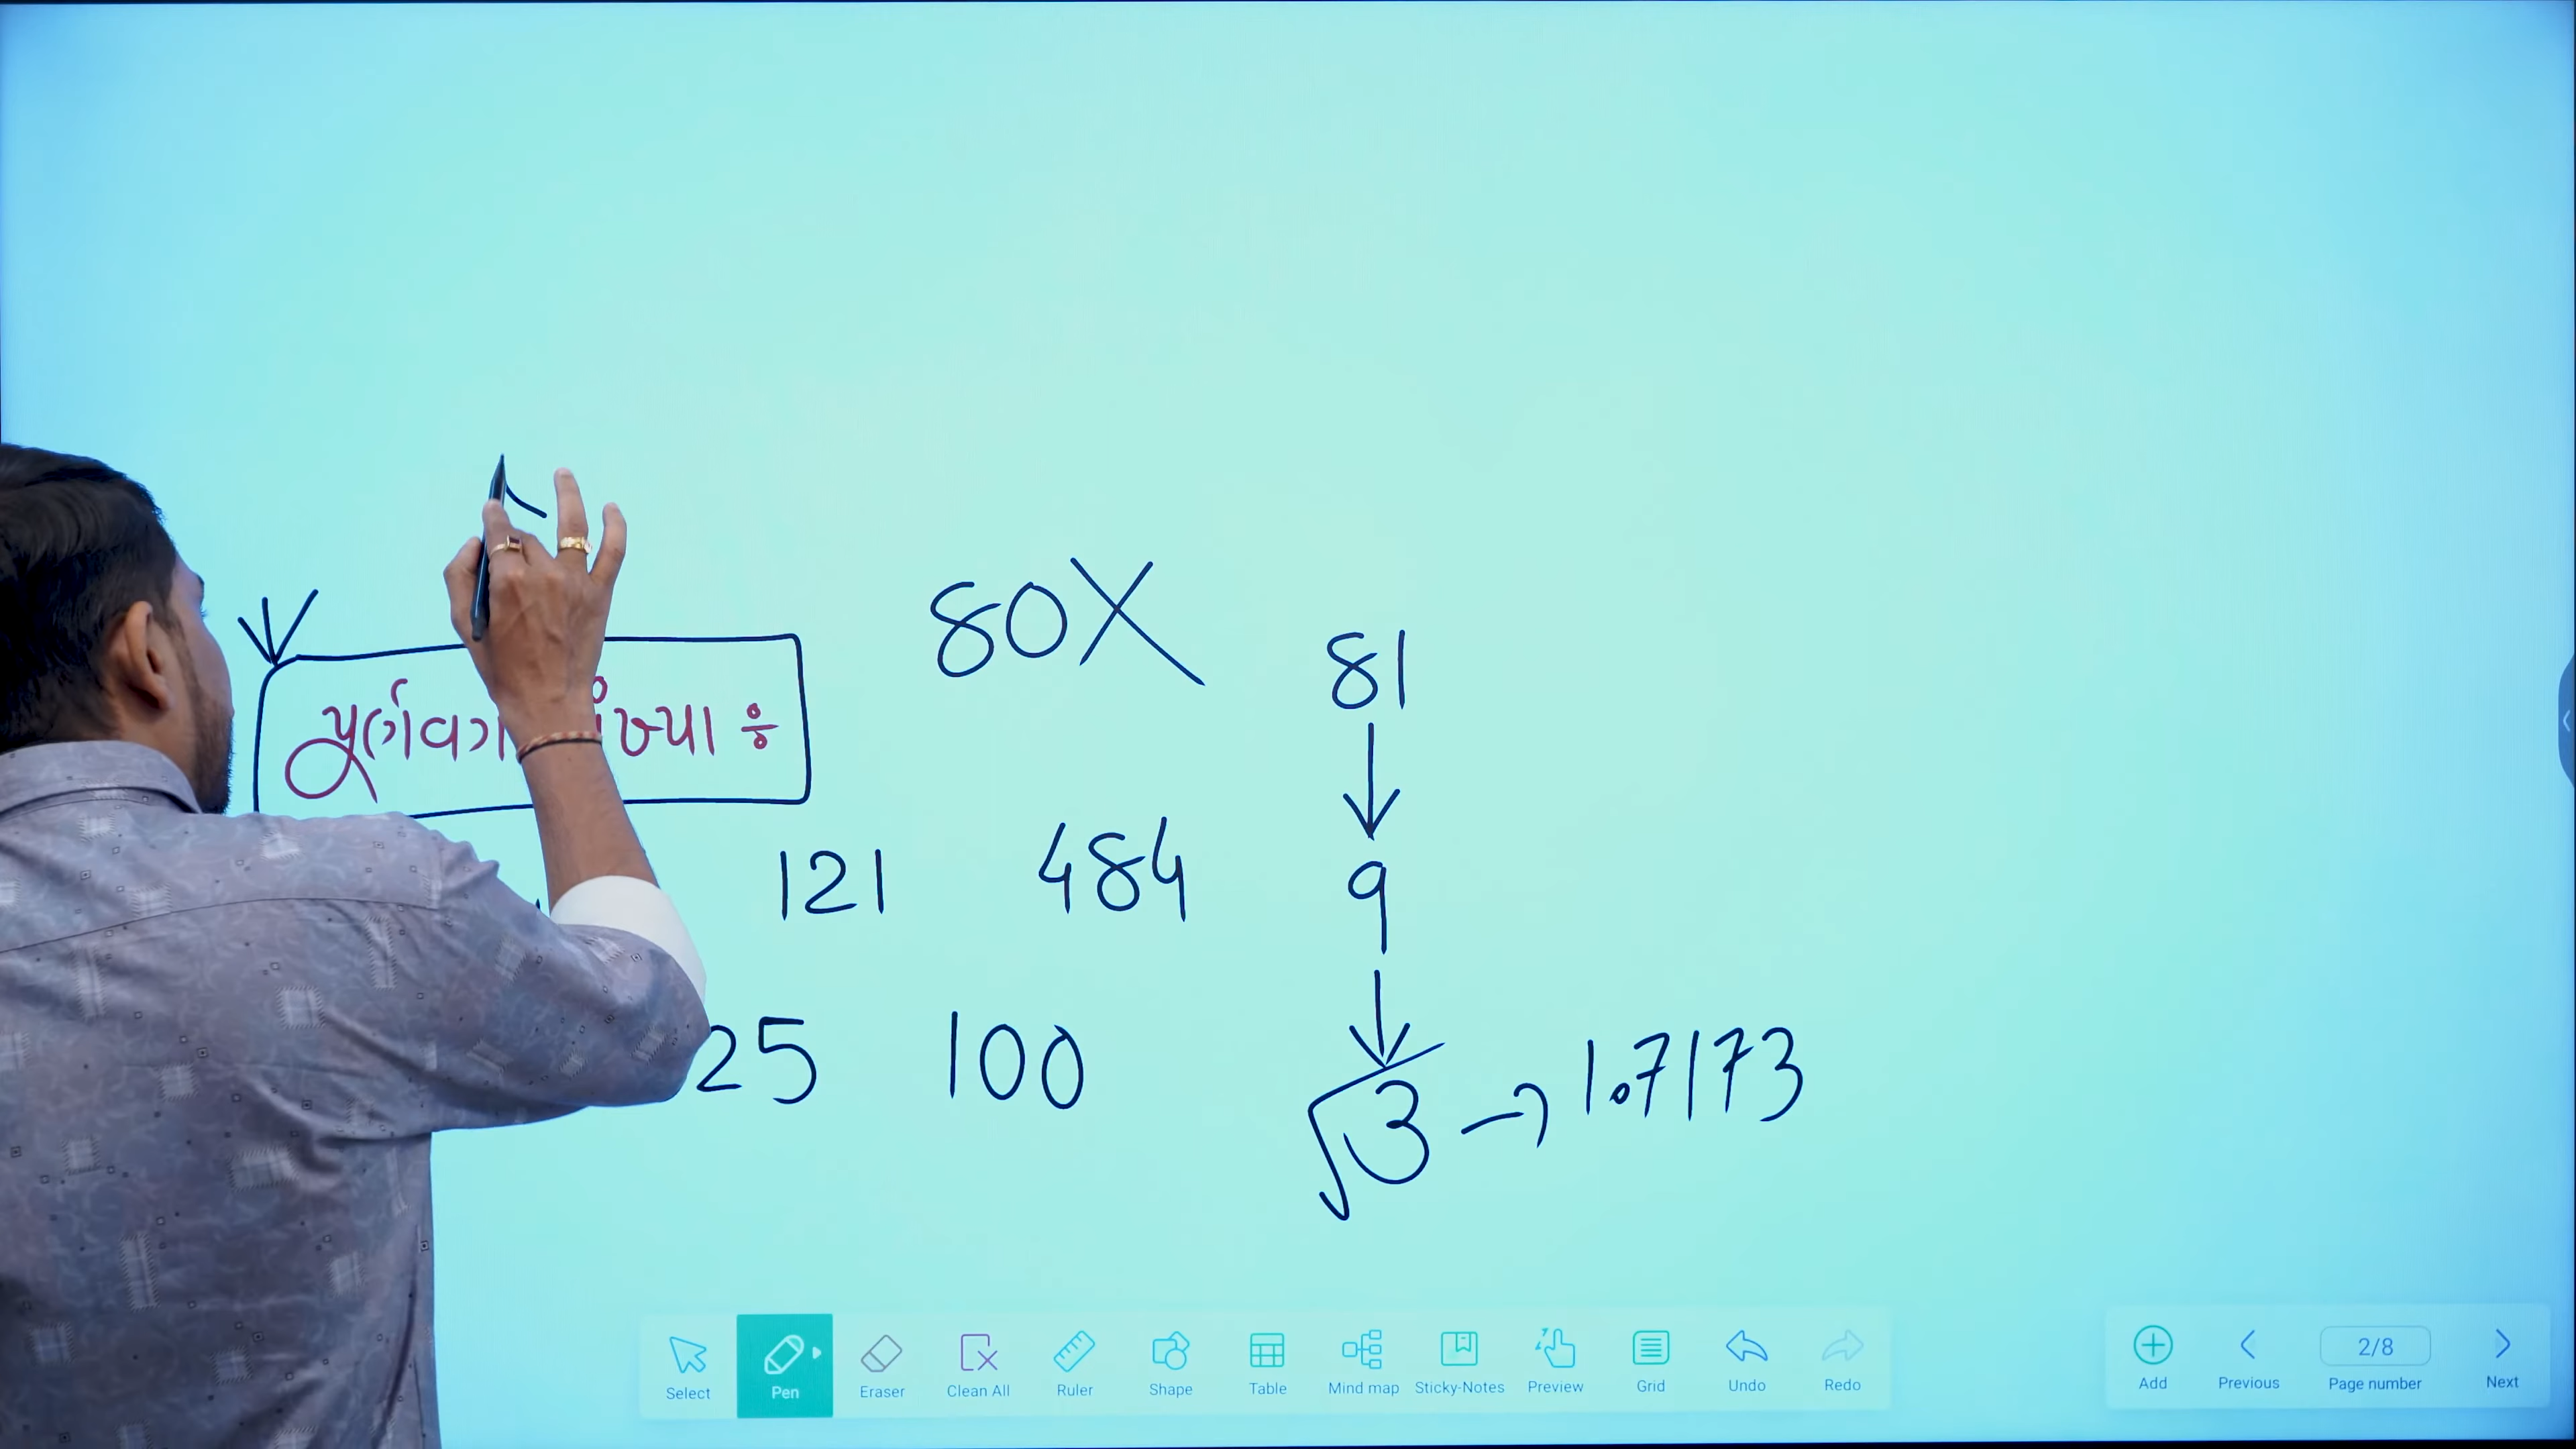 80X
81
પૂર્ણવર્ગ
121 484 9
25 100 √3 → 1.7173
Select Pen Eraser Clean All Ruler Shape Table Mind map Sticky-Notes Preview Grid Undo Redo
Add Previous 2/8 Page number Next